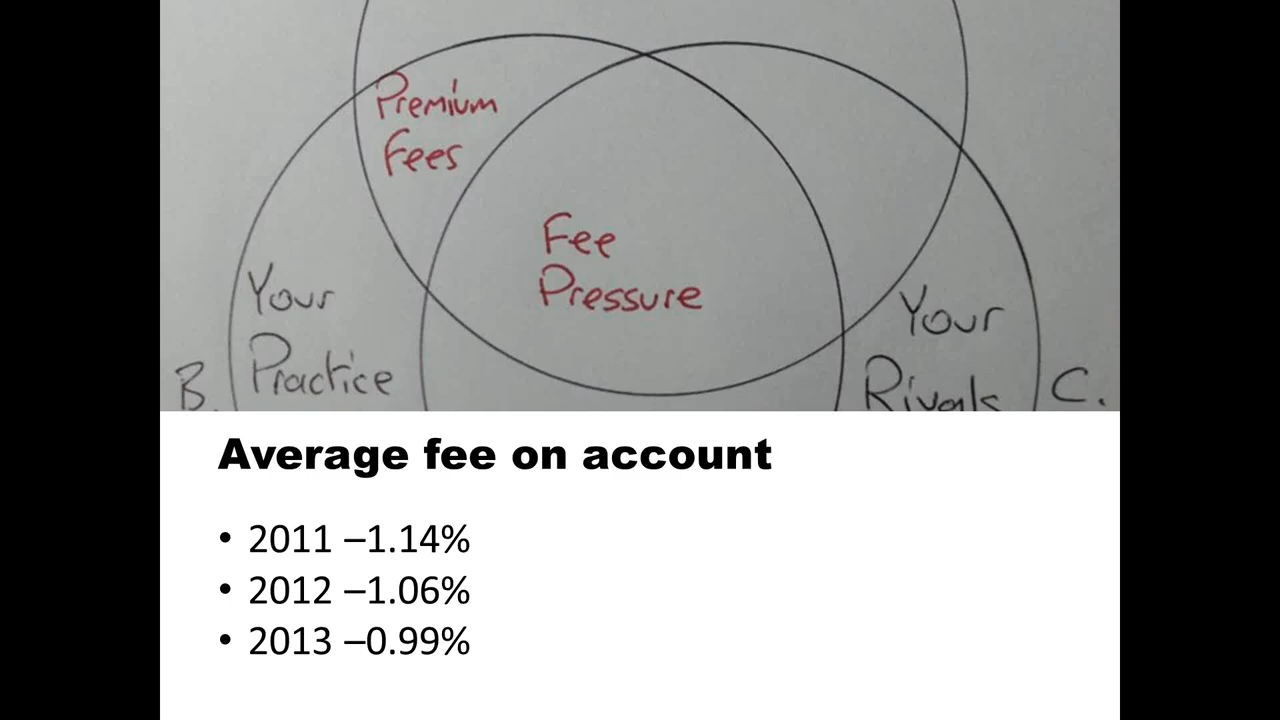 Premium
Fees
Fee
Pressure
Your
Practice
B.
Your
Rivals
C.
Average fee on account
• 2011 –1.14%
• 2012 –1.06%
• 2013 –0.99%